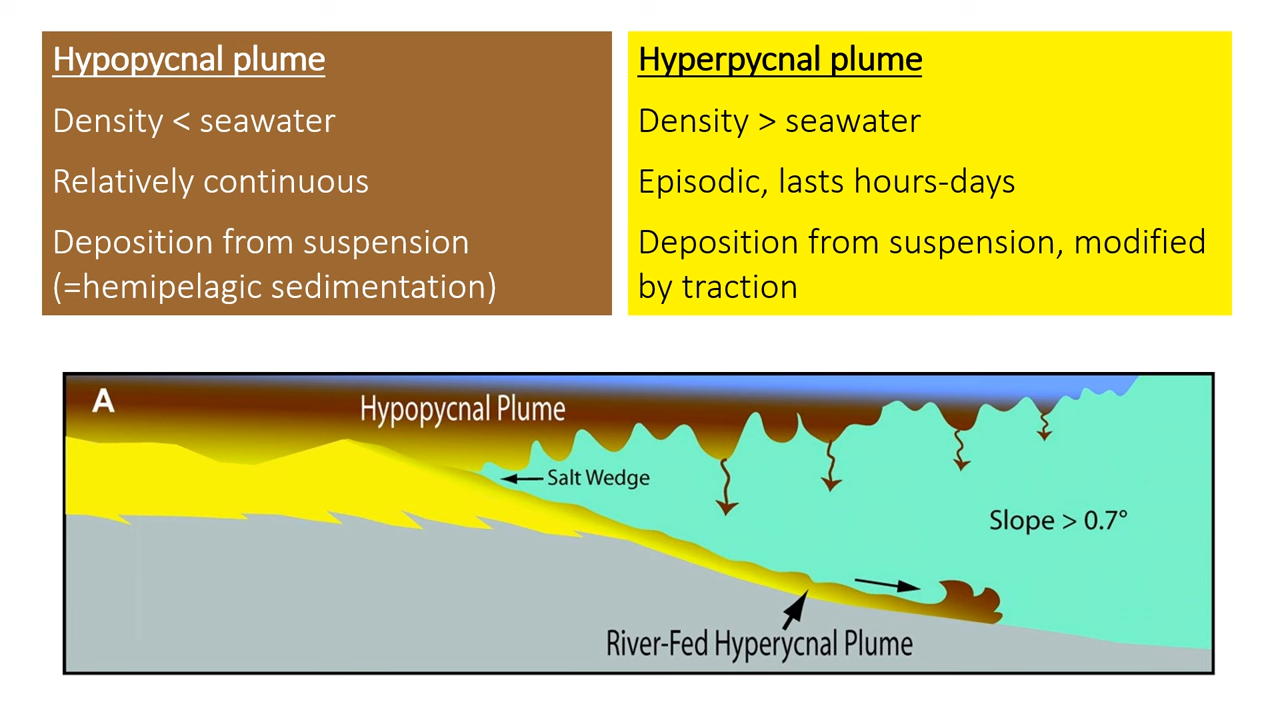 Hypopycnal plume
Density < seawater
Relatively continuous
Deposition from suspension
(=hemipelagic sedimentation)
Hyperpycnal plume
Density > seawater
Episodic, lasts hours-days
Deposition from suspension, modified
by traction
A
Hypopycnal Plume
Salt Wedge
Slope > 0.7°
River-Fed Hyperycnal Plume